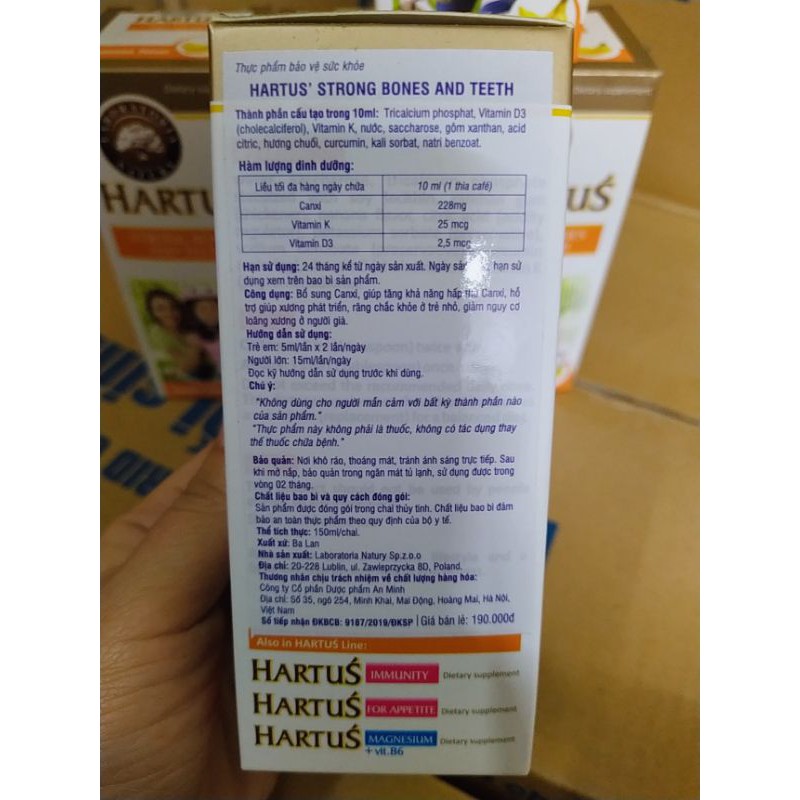 Thực phẩm bảo vệ sức khỏe
HARTUS' STRONG BONES AND TEETH
Thành phần cấu tạo trong 10ml: Tricalcium phosphat, Vitamin D3
(cholecalciferol), Vitamin K, nước, saccharose, gôm xanthan, acid
citric, hương chuối, curcumin, kali sorbat, natri benzoat.
Hàm lượng dinh dưỡng:
Liều tối đa hàng ngày chứa 10 ml (1 thìa café)
Canxi 228mg
Vitamin K 25 mcg
Vitamin D3 2,5 mcg
Hạn sử dụng: 24 tháng kể từ ngày sản xuất. Ngày sản hạn sử
dụng xem trên bao bì sản phẩm.
Công dụng: Bổ sung Canxi, giúp tăng khả năng hấp thu Canxi, hỗ
trợ giúp xương phát triển, răng chắc khỏe ở trẻ nhỏ, giảm nguy cơ
loãng xương ở người già.
Hướng dẫn sử dụng:
Trẻ em: 5ml/lần x 2 lần/ngày
Người lớn: 15ml/lần/ngày
Đọc kỹ hướng dẫn sử dụng trước khi dùng.
Chú ý:
"Không dùng cho người mẫn cảm với bất kỳ thành phần nào
của sản phẩm."
"Thực phẩm này không phải là thuốc, không có tác dụng thay
thế thuốc chữa bệnh."
Bảo quản: Nơi khô ráo, thoáng mát, tránh ánh sáng trực tiếp. Sau
khi mở nắp, bảo quản trong ngăn mát tủ lạnh, sử dụng được trong
vòng 02 tháng.
Chất liệu bao bì và quy cách đóng gói:
Sản phẩm được đóng gói trong chai thủy tinh. Chất liệu bao bì đảm
bảo an toàn thực phẩm theo quy định của bộ y tế.
Thể tích thực: 150ml/chai.
Xuất xứ: Ba Lan
Nhà sản xuất: Laboratoria Natury Sp.z.o.o
Địa chỉ: 20-228 Lublin, ul. Zawieprzycka 8D, Poland.
Thương nhân chịu trách nhiệm về chất lượng hàng hóa:
Công ty Cổ phần Dược phẩm An Minh
Địa chỉ: Số 35, ngõ 254, Minh Khai, Mai Động, Hoàng Mai, Hà Nội,
Việt Nam
Số tiếp nhận ĐKBCB: 9187/2019/ĐKSP | Giá bán lẻ: 190.000đ
Also in HARTUŚ Line:
HARTUŚ IMMUNITY Dietary supplement
HARTUŚ FOR APPETITE Dietary supplement
HARTUŚ MAGNESIUM Dietary supplement
+ vit.B6